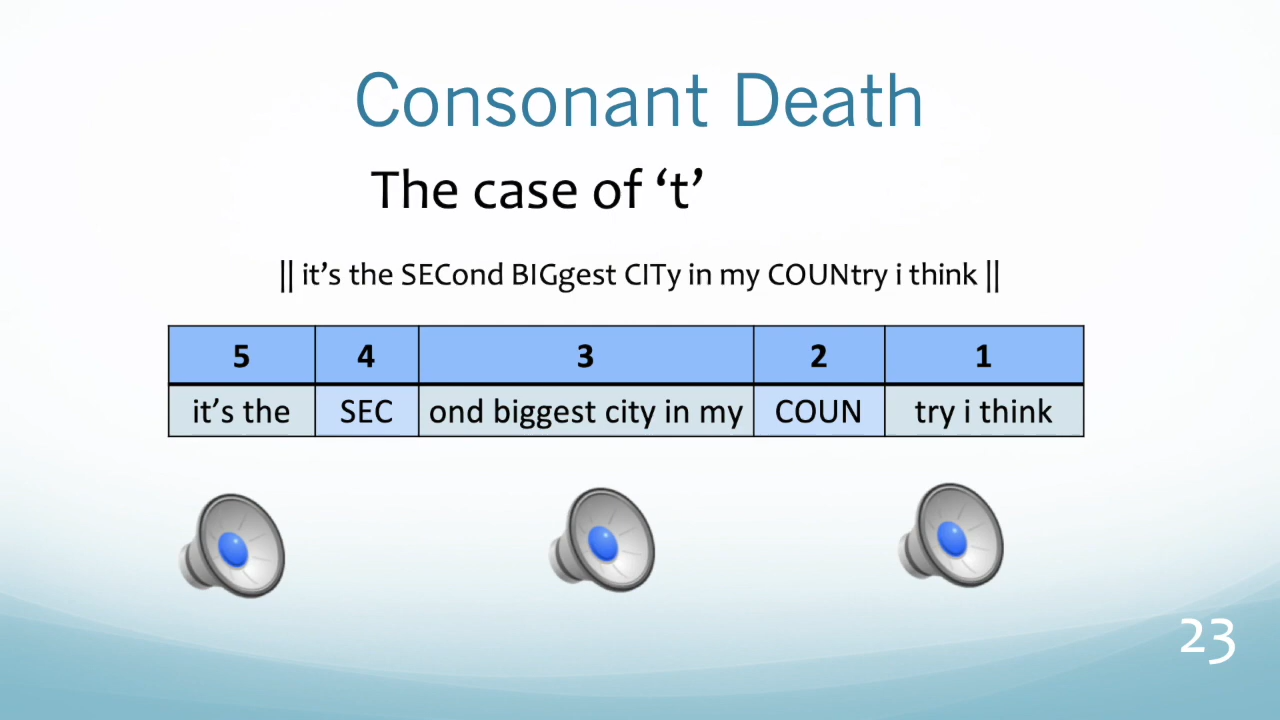 Consonant Death
The case of ‘t’
|| it’s the SECond BIGgest CITy in my COUNtry i think ||
5 4 3 2 1
it’s the SEC ond biggest city in my COUN try i think
23